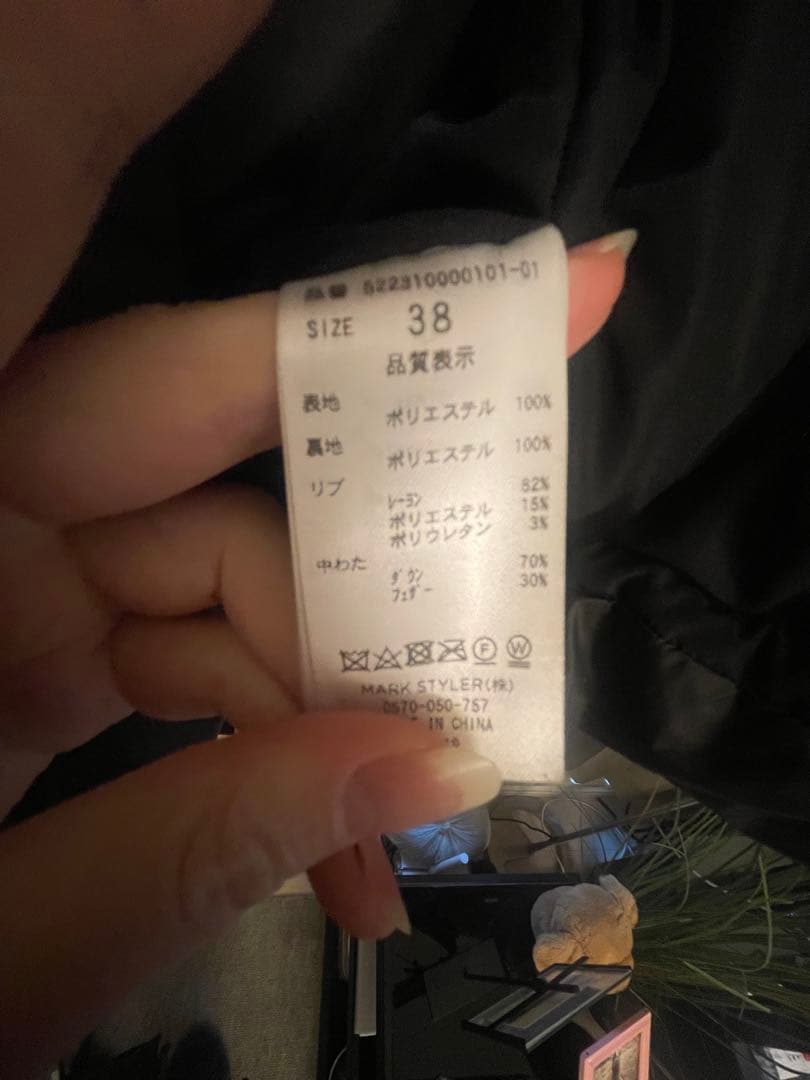 品番 522310000101-01
SIZE 38
品質表示
表地 ポリエステル 100%
裏地 ポリエステル 100%
リブ
レーヨン 82%
ポリエステル 15%
ポリウレタン 3%
中わた
ダウン 70%
フェザー 30%
F W
MARK STYLER(株)
0570-050-757
IN CHINA